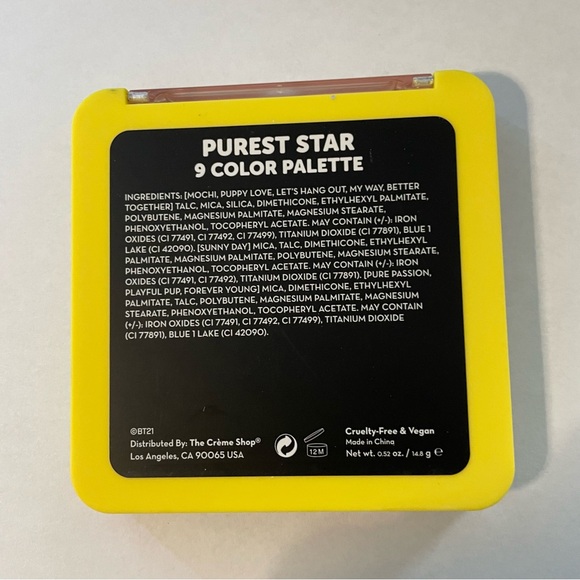 PUREST STAR
9 COLOR PALETTE
INGREDIENTS: [MOCHI, PUPPY LOVE, LET'S HANG OUT, MY WAY, BETTER
TOGETHER] TALC, MICA, SILICA, DIMETHICONE, ETHYLHEXYL PALMITATE,
POLYBUTENE, MAGNESIUM PALMITATE, MAGNESIUM STEARATE,
PHENOXYETHANOL, TOCOPHERYL ACETATE. MAY CONTAIN (+/-): IRON
OXIDES (CI 77491, CI 77492, CI 77499), TITANIUM DIOXIDE (CI 77891), BLUE 1
LAKE (CI 42090). [SUNNY DAY] MICA, TALC, DIMETHICONE, ETHYLHEXYL
PALMITATE, MAGNESIUM PALMITATE, POLYBUTENE, MAGNESIUM STEARATE,
PHENOXYETHANOL, TOCOPHERYL ACETATE. MAY CONTAIN (+/-): IRON
OXIDES (CI 77491, CI 77492), TITANIUM DIOXIDE (CI 77891). [PURE PASSION,
PLAYFUL PUP, FOREVER YOUNG] MICA, DIMETHICONE, ETHYLHEXYL
PALMITATE, TALC, POLYBUTENE, MAGNESIUM PALMITATE, MAGNESIUM
STEARATE, PHENOXYETHANOL, TOCOPHERYL ACETATE. MAY CONTAIN
(+/-): IRON OXIDES (CI 77491, CI 77492, CI 77499), TITANIUM DIOXIDE
(CI 77891), BLUE 1 LAKE (CI 42090).
©BT21
Distributed By: The Crème Shop®
Los Angeles, CA 90065 USA
12 M
Cruelty-Free & Vegan
Made in China
Net wt. 0.52 oz. / 14.8 g e